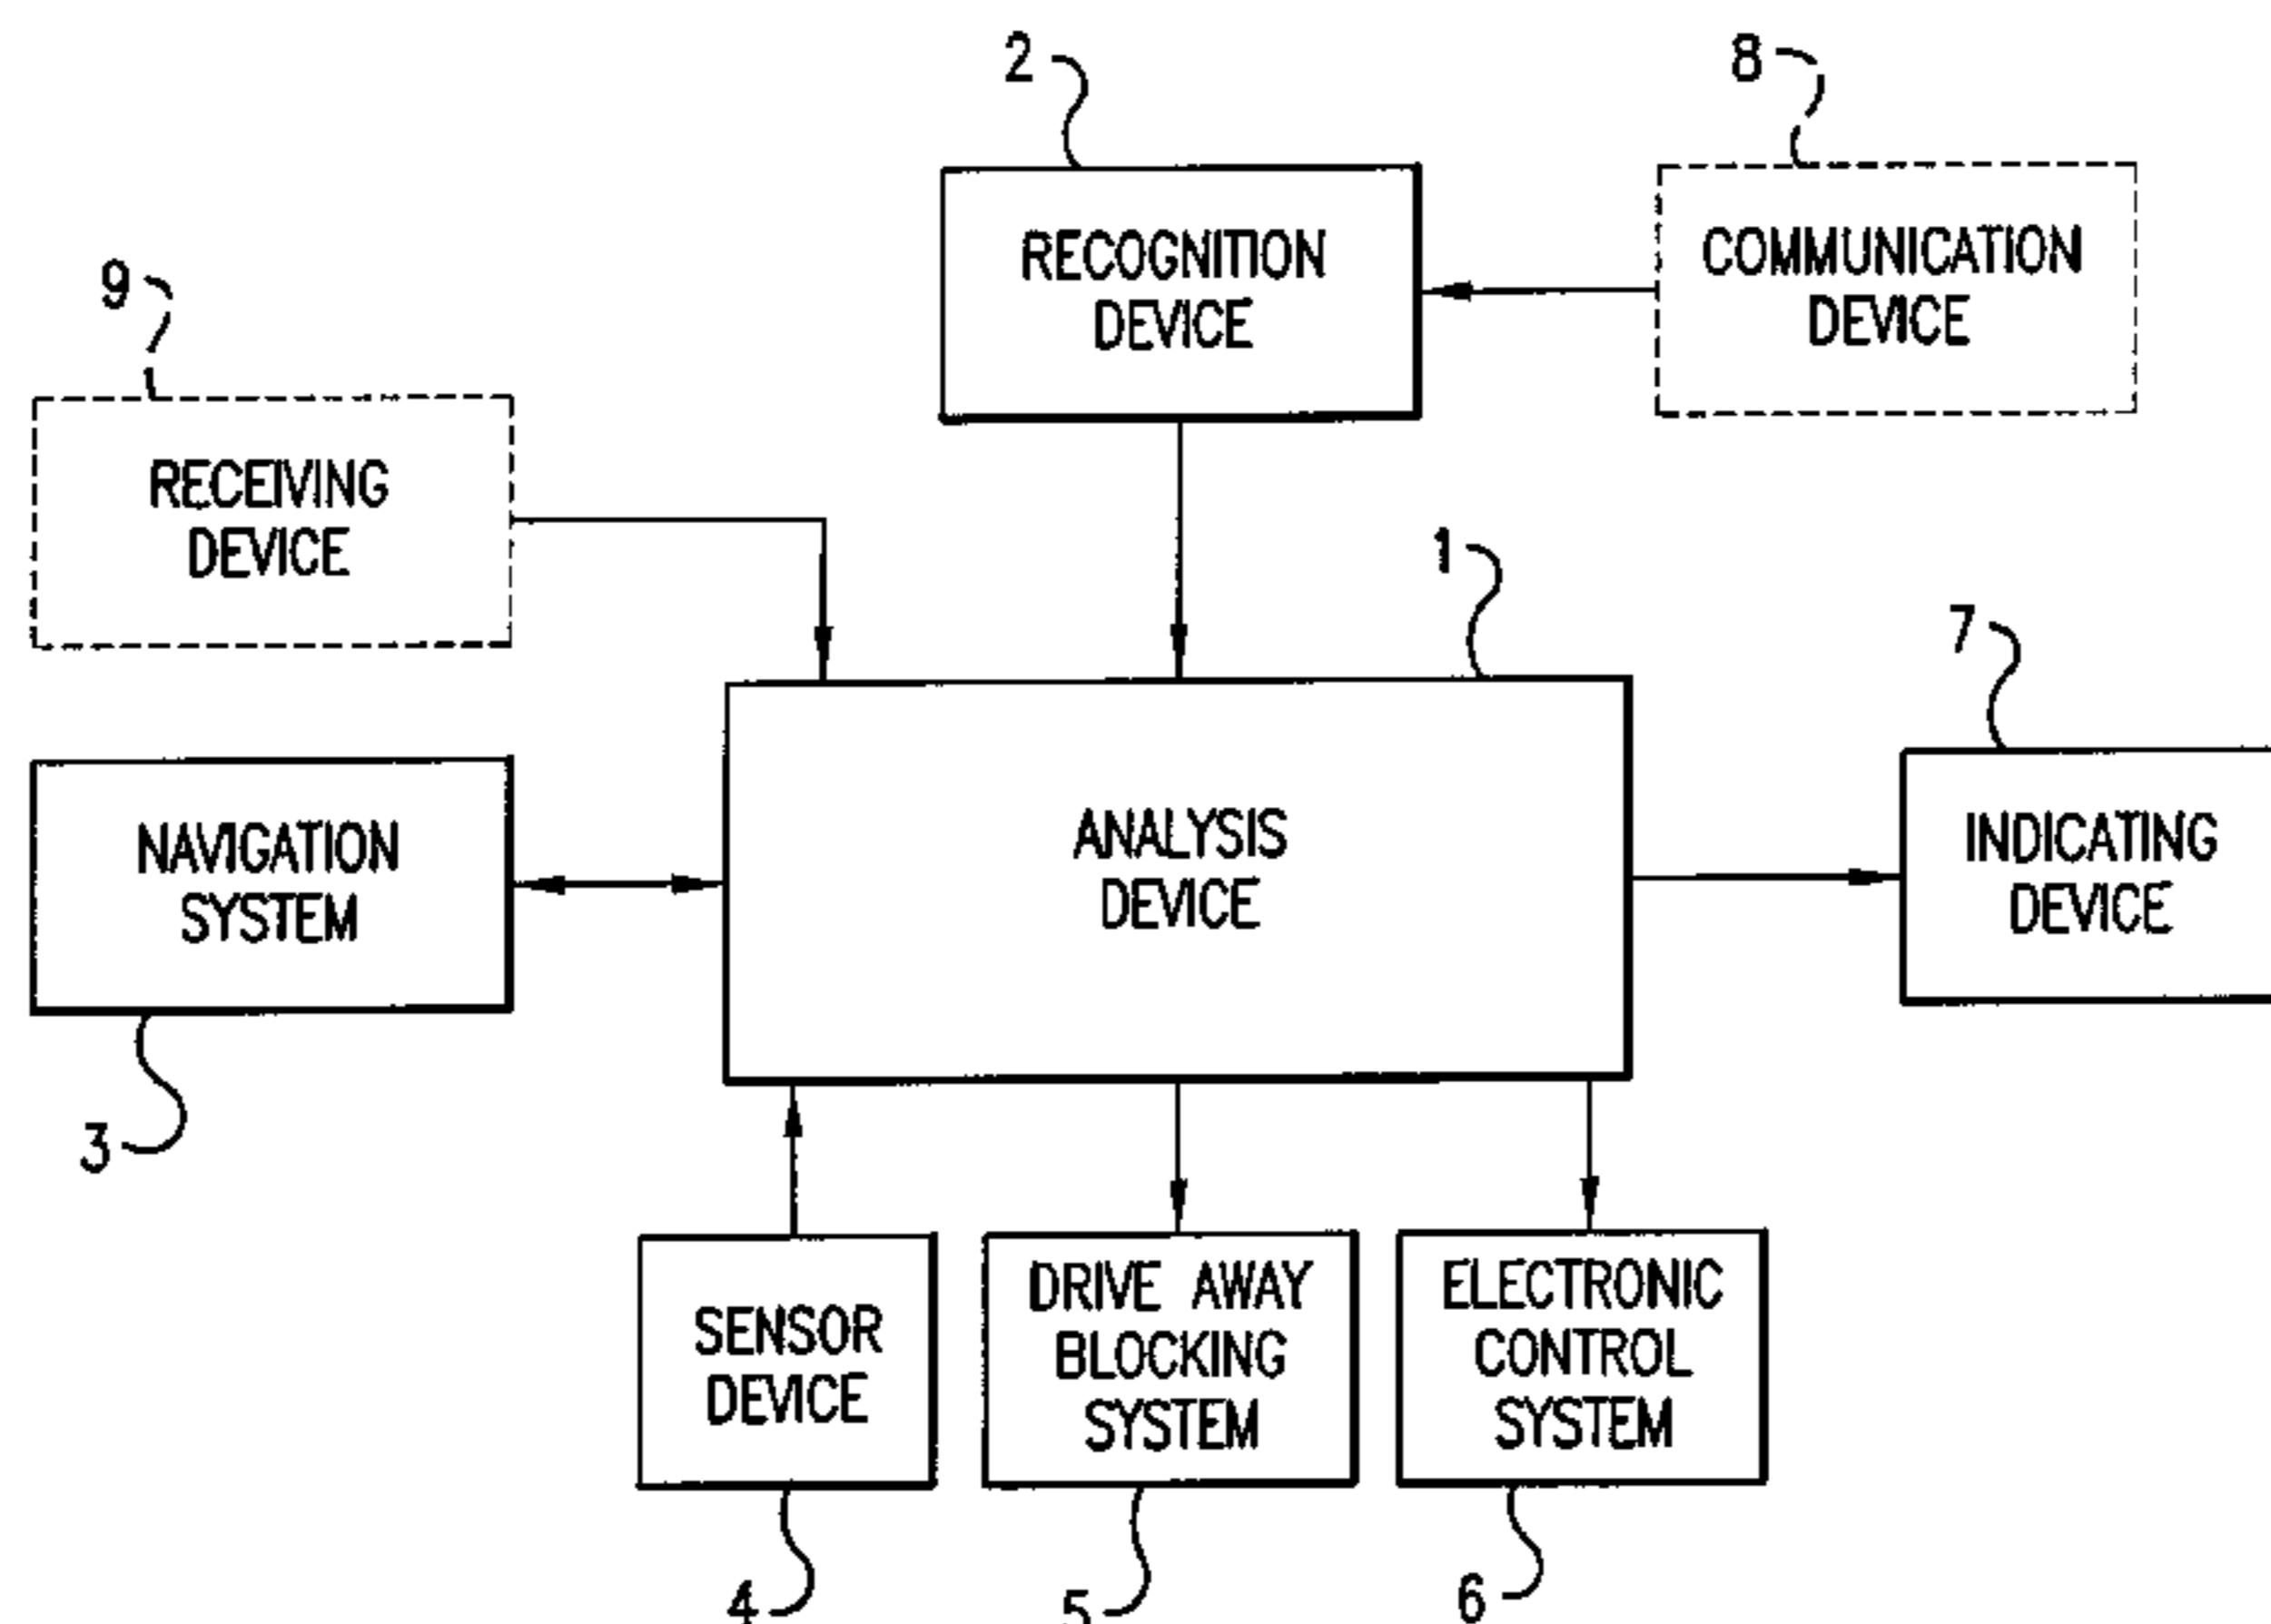 2
8
RECOGNITION
DEVICE
COMMUNICATION
DEVICE
9
RECEIVING
DEVICE
1
7
NAVIGATION
SYSTEM
ANALYSIS
DEVICE
INDICATING
DEVICE
3
SENSOR
DEVICE
DRIVE AWAY
BLOCKING
SYSTEM
ELECTRONIC
CONTROL
SYSTEM
4
5
6